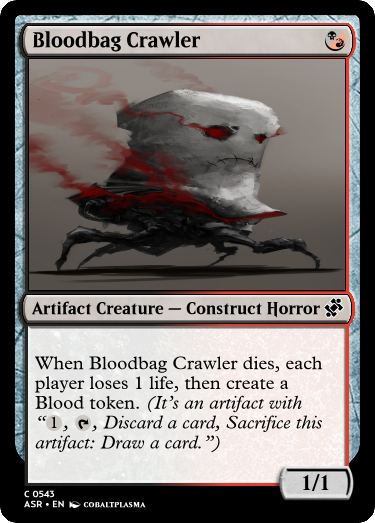 Bloodbag Crawler
Artifact Creature — Construct Horror
When Bloodbag Crawler dies, each
player loses 1 life, then create a
Blood token. (It's an artifact with
“1, , Discard a card, Sacrifice this
artifact: Draw a card.”)
1/1
C 0543
ASR • EN COBALTPLASMA